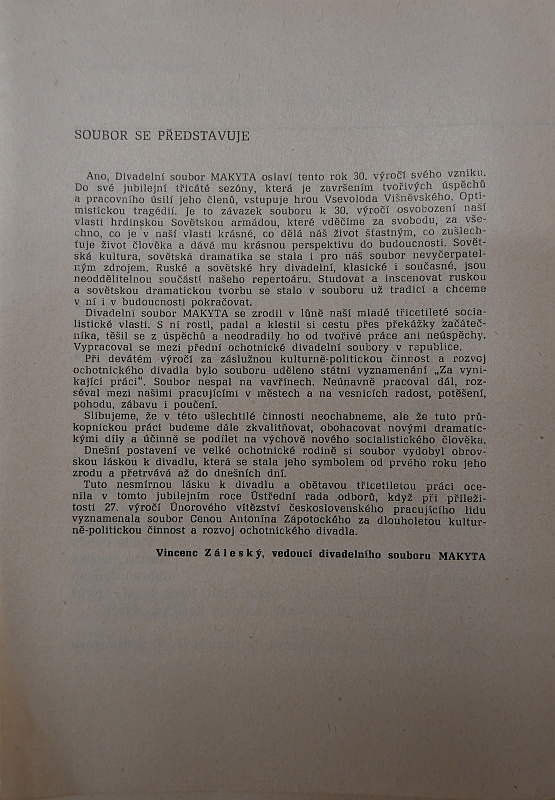 SOUBOR SE PŘEDSTAVUJE
Ano, Divadelní soubor MAKYTA oslaví tento rok 30. výročí svého vzniku.
Do své jubilejní třicáté sezóny, která je završením tvořivých úspěchů
a pracovního úsilí jeho členů, vstupuje hrou Vsevoloda Višněvského, Opti-
mistickou tragédií. Je to závazek souboru k 30. výročí osvobození naší
vlasti hrdinskou Sovětskou armádou, které vděčíme za svobodu, za vše-
chno, co je v naší vlasti krásné, co dělá náš život šťastným, co zušlech-
ťuje život člověka a dává mu krásnou perspektivu do budoucnosti. Sovět-
ská kultura, sovětská dramatika se stala i pro náš soubor nevyčerpatel-
ným zdrojem. Ruské a sovětské hry divadelní, klasické i současné, jsou
neoddělitelnou součástí našeho repertoáru. Studovat a inscenovat ruskou
a sovětskou dramatickou tvorbu se stalo v souboru už tradicí a chceme
v ní i v budoucnosti pokračovat.
Divadelní soubor MAKYTA se zrodil v lůně naší mladé třicetileté socia-
listické vlasti. S ní rostl, padal a klestil si cestu přes překážky začáteč-
níka, těšil se z úspěchů a neodradily ho od tvořivé práce ani neúspěchy.
Vypracoval se mezi přední ochotnické divadelní soubory v rapublice.
Při devátém výročí za záslužnou kulturně-politickou činnost a rozvoj
ochotnického divadla bylo souboru uděleno státní vyznamenání „Za vyni-
kající práci“. Soubor nespal na vavřínech. Neúnavně pracoval dál, roz-
séval mezi našimi pracujícími v městech a na vesnicích radost, potěšení,
pohodu, zábavu i poučení.
Slibujeme, že v této ušlechtilé činnosti neochabneme, ale že tuto prů-
kopnickou práci budeme dále zkvalitňovat, obohacovat novými dramatic-
kými díly a účinně se podílet na výchově nového socialistického člověka.
Dnešní postavení ve velké ochotnické rodině si soubor vydobyl obrov-
skou láskou k divadlu, která se stala jeho symbolem od prvého roku jeho
zrodu a přetrvává až do dnešních dní.
Tuto nesmírnou lásku k divadlu a obětavou třicetiletou práci oce-
nila v tomto jubilejním roce Ústřední rada odborů, když při příleži-
tosti 27. výročí Únorového vítězství československého pracujícího lidu
vyznamenala soubor Cenou Antonína Zápotockého za dlouholetou kultur-
ně-politickou činnost a rozvoj ochotnického divadla.
Vincenc Záleský, vedoucí divadelního souboru MAKYTA